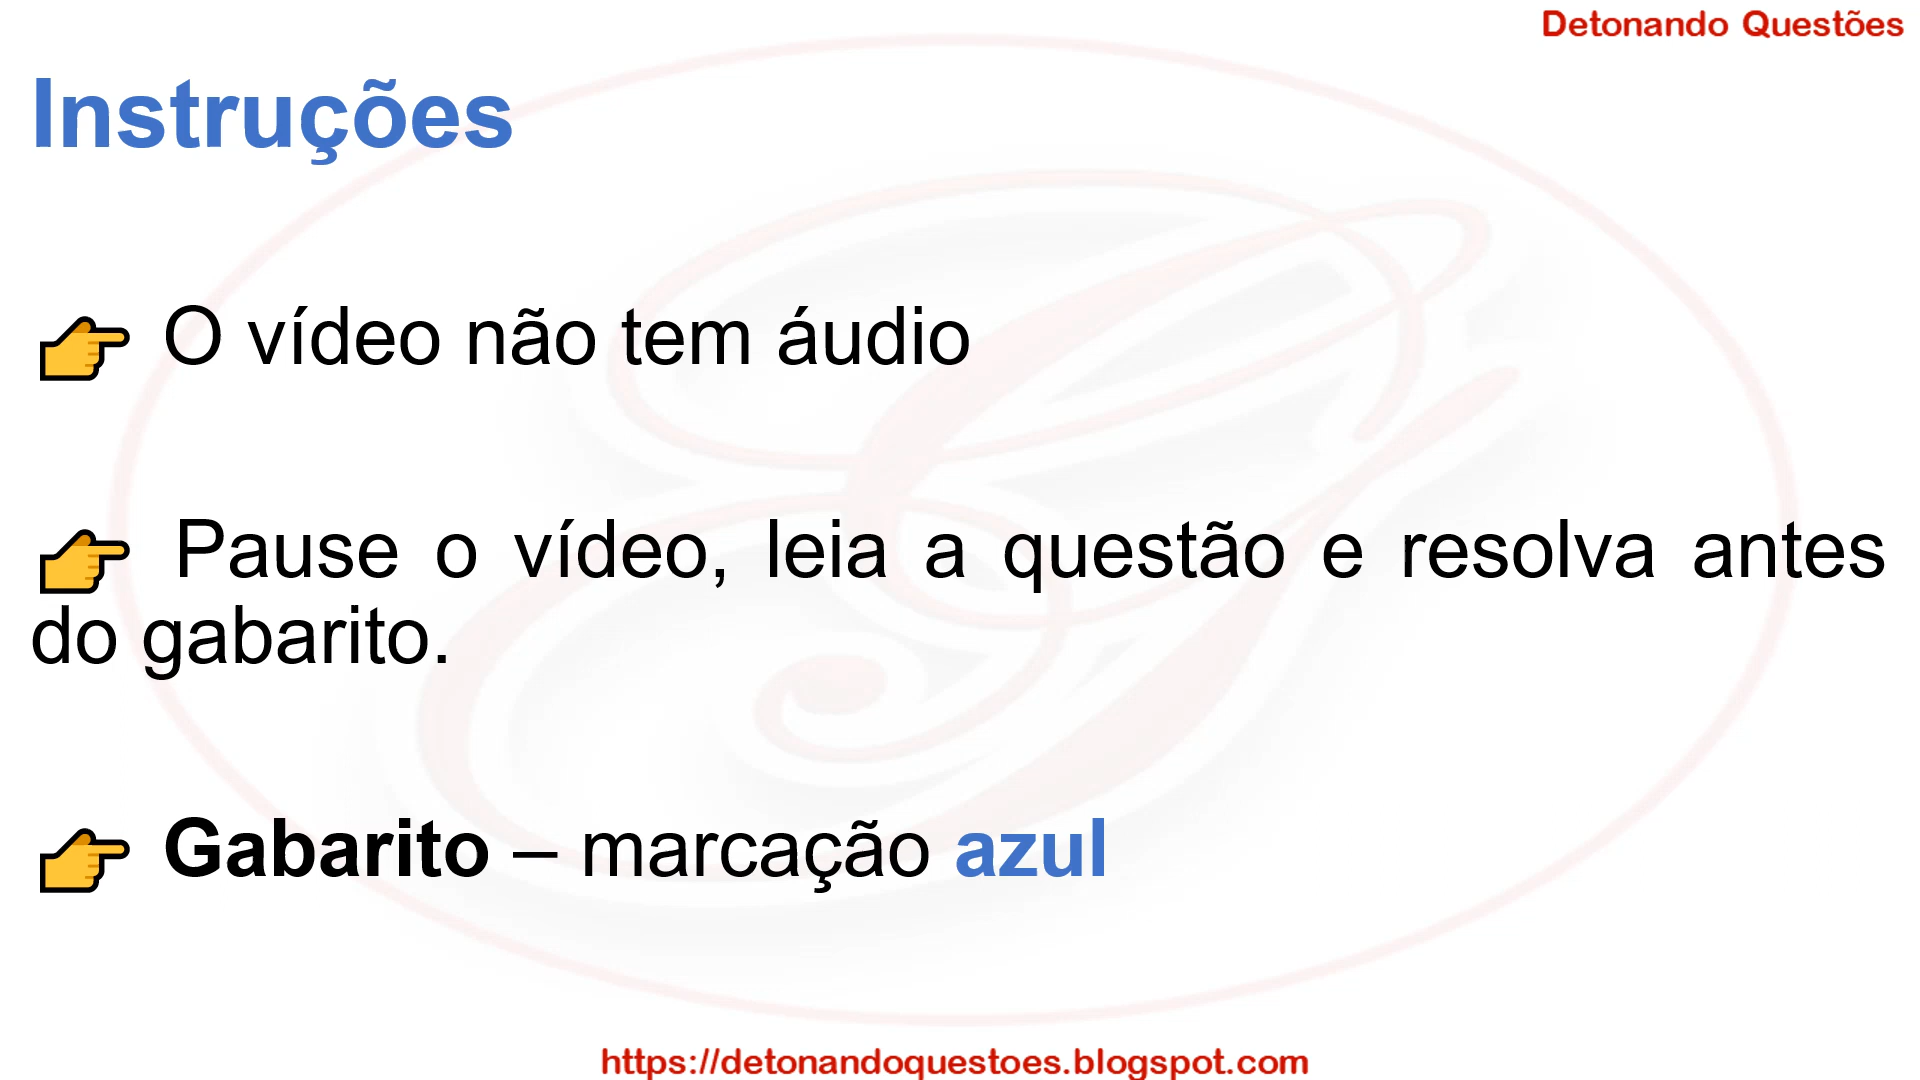 Detonando Questões
Instruções
👉 O vídeo não tem áudio
👉 Pause o vídeo, leia a questão e resolva antes
do gabarito.
👉 Gabarito – marcação azul
https://detonandoquestoes.blogspot.com